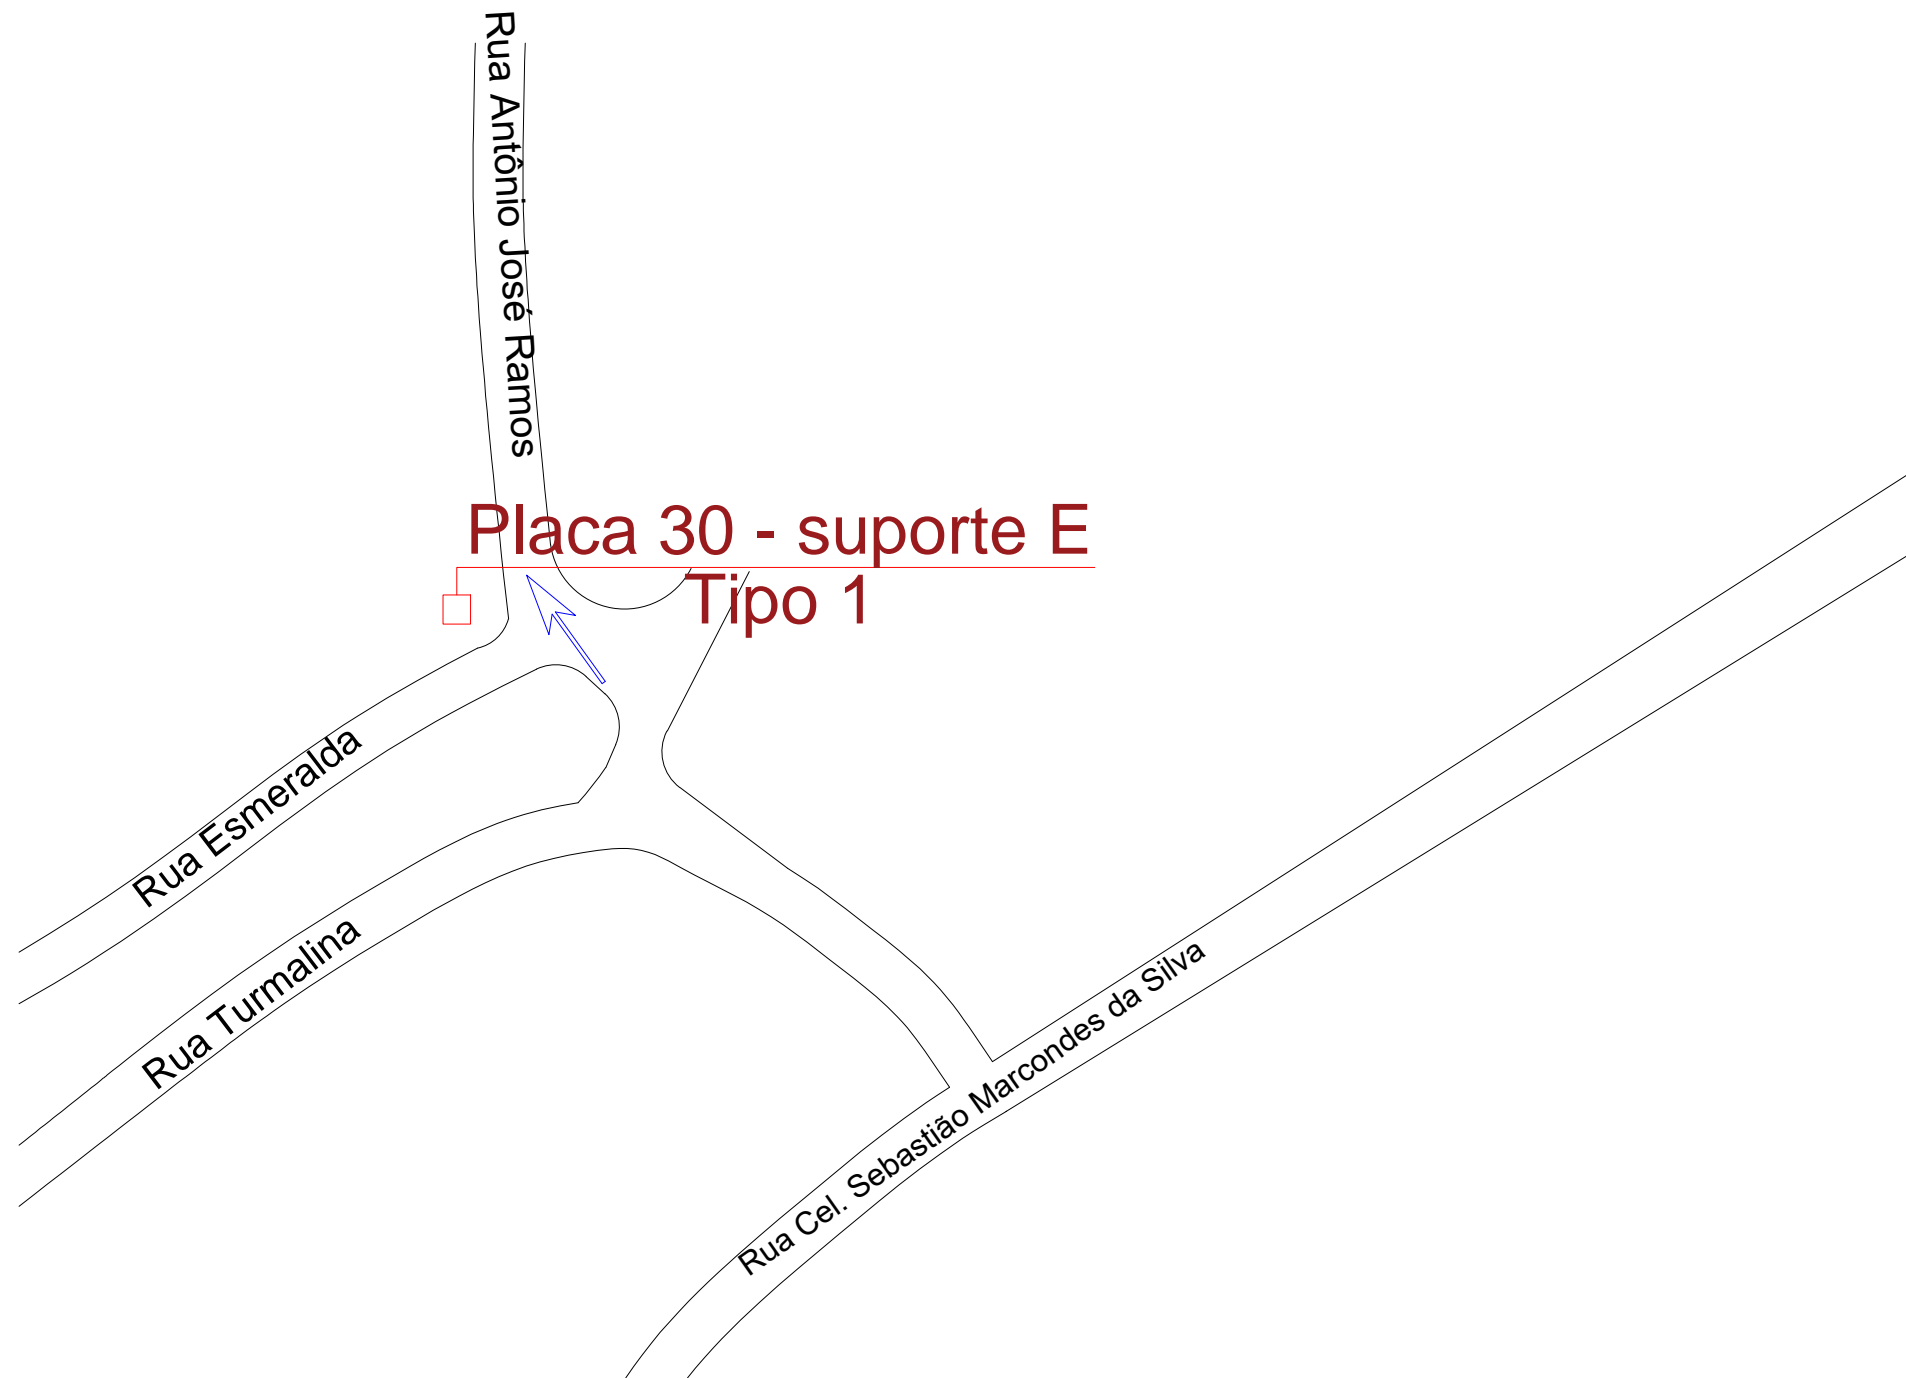 Rua Antônio José Ramos
Placa 30 - suporte E
Tipo 1
Rua Esmeralda
Rua Turmalina
Rua Cel. Sebastião Marcondes da Silva